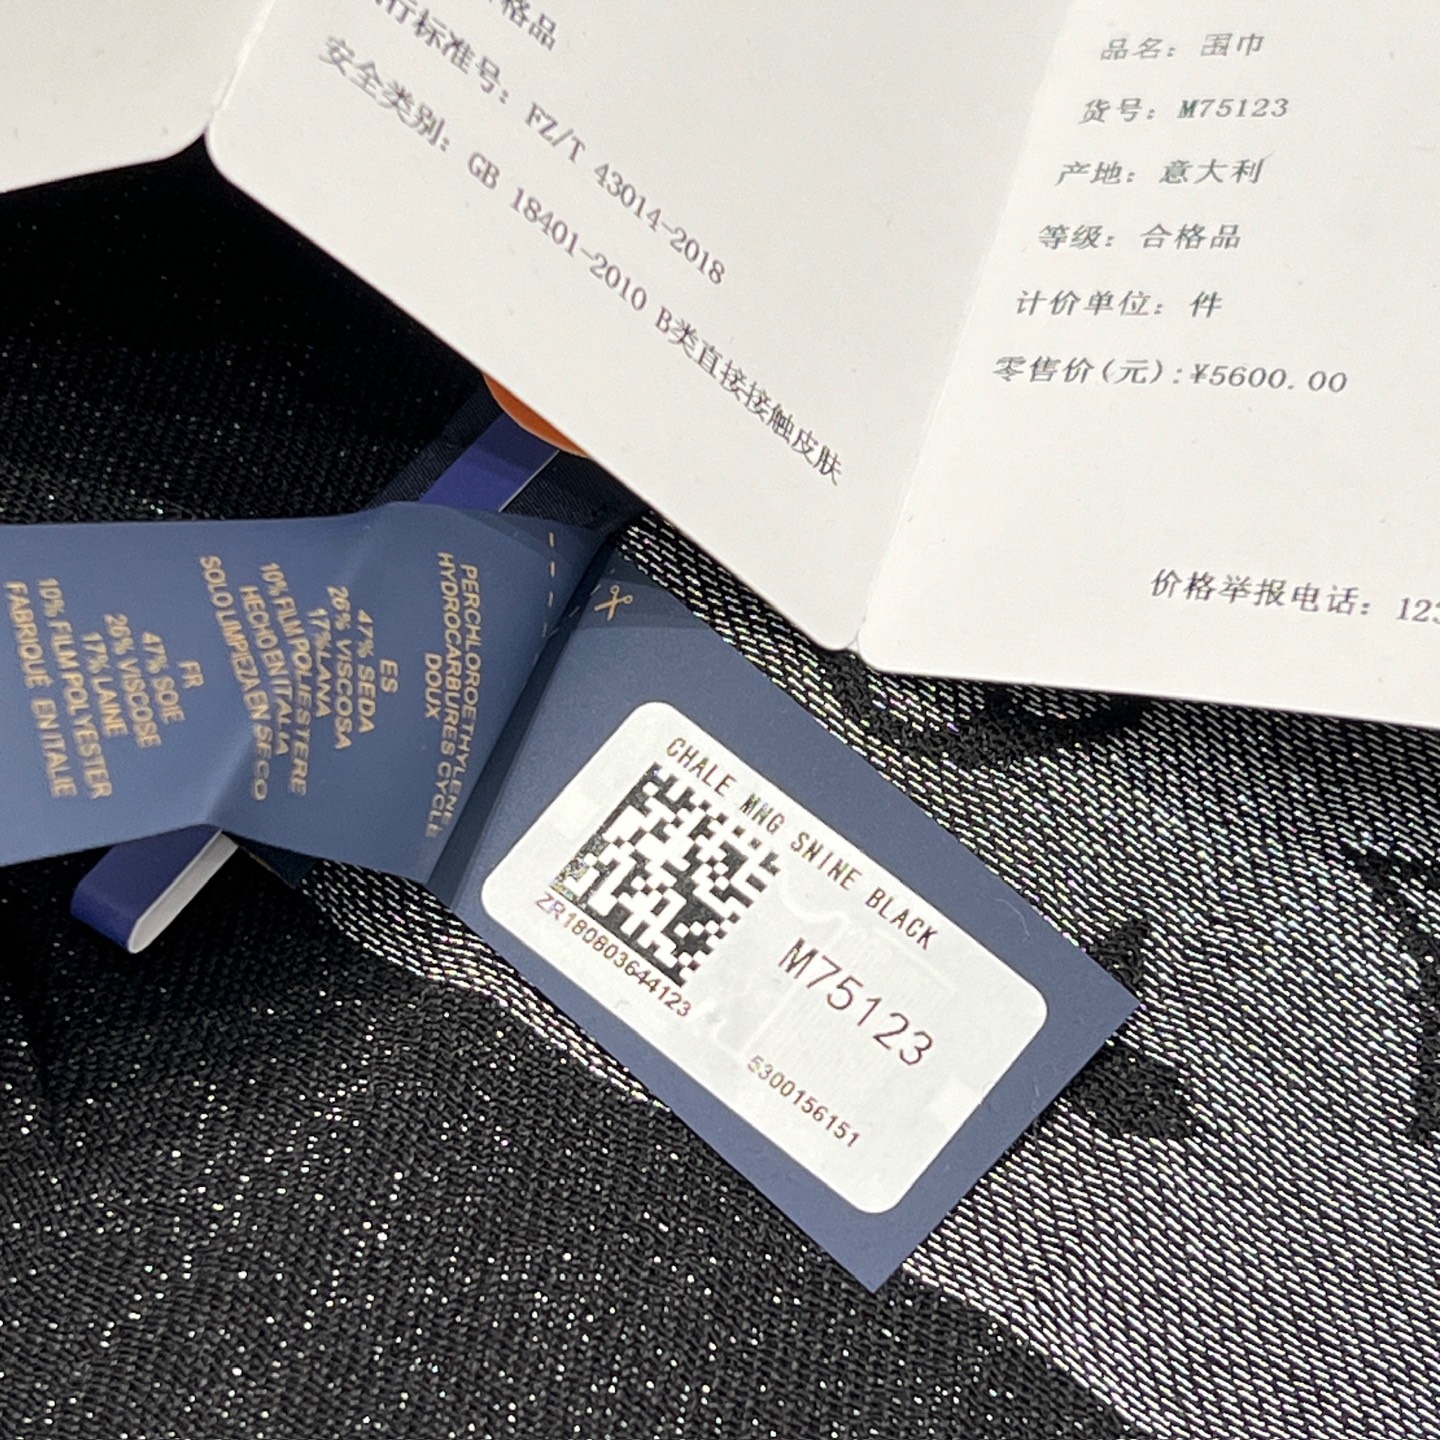 格品
行标准号: FZ/T 43014-2018
安全类别: GB 18401-2010 B类直接接触皮肤
品名: 围巾
货号: M75123
产地: 意大利
等级: 合格品
计价单位: 件
零售价(元):¥5600.00
价格举报电话: 123
PERCHLOROETHYLENE
HYDROCARBURES CYCLE
DOUX
ES
47% SEDA
26% VISCOSA
17%LANA
10% FILM POLIESTERE
HECHO EN ITALIA
SOLO LIMPIEZA EN SECO
FR
47% SOIE
26% VISCOSE
17% LAINE
10% FILM POLYESTER
FABRIQUÉ EN ITALIE
CHALE MNG SNINE BLACK
ZR180803644123
M75123
5300156151